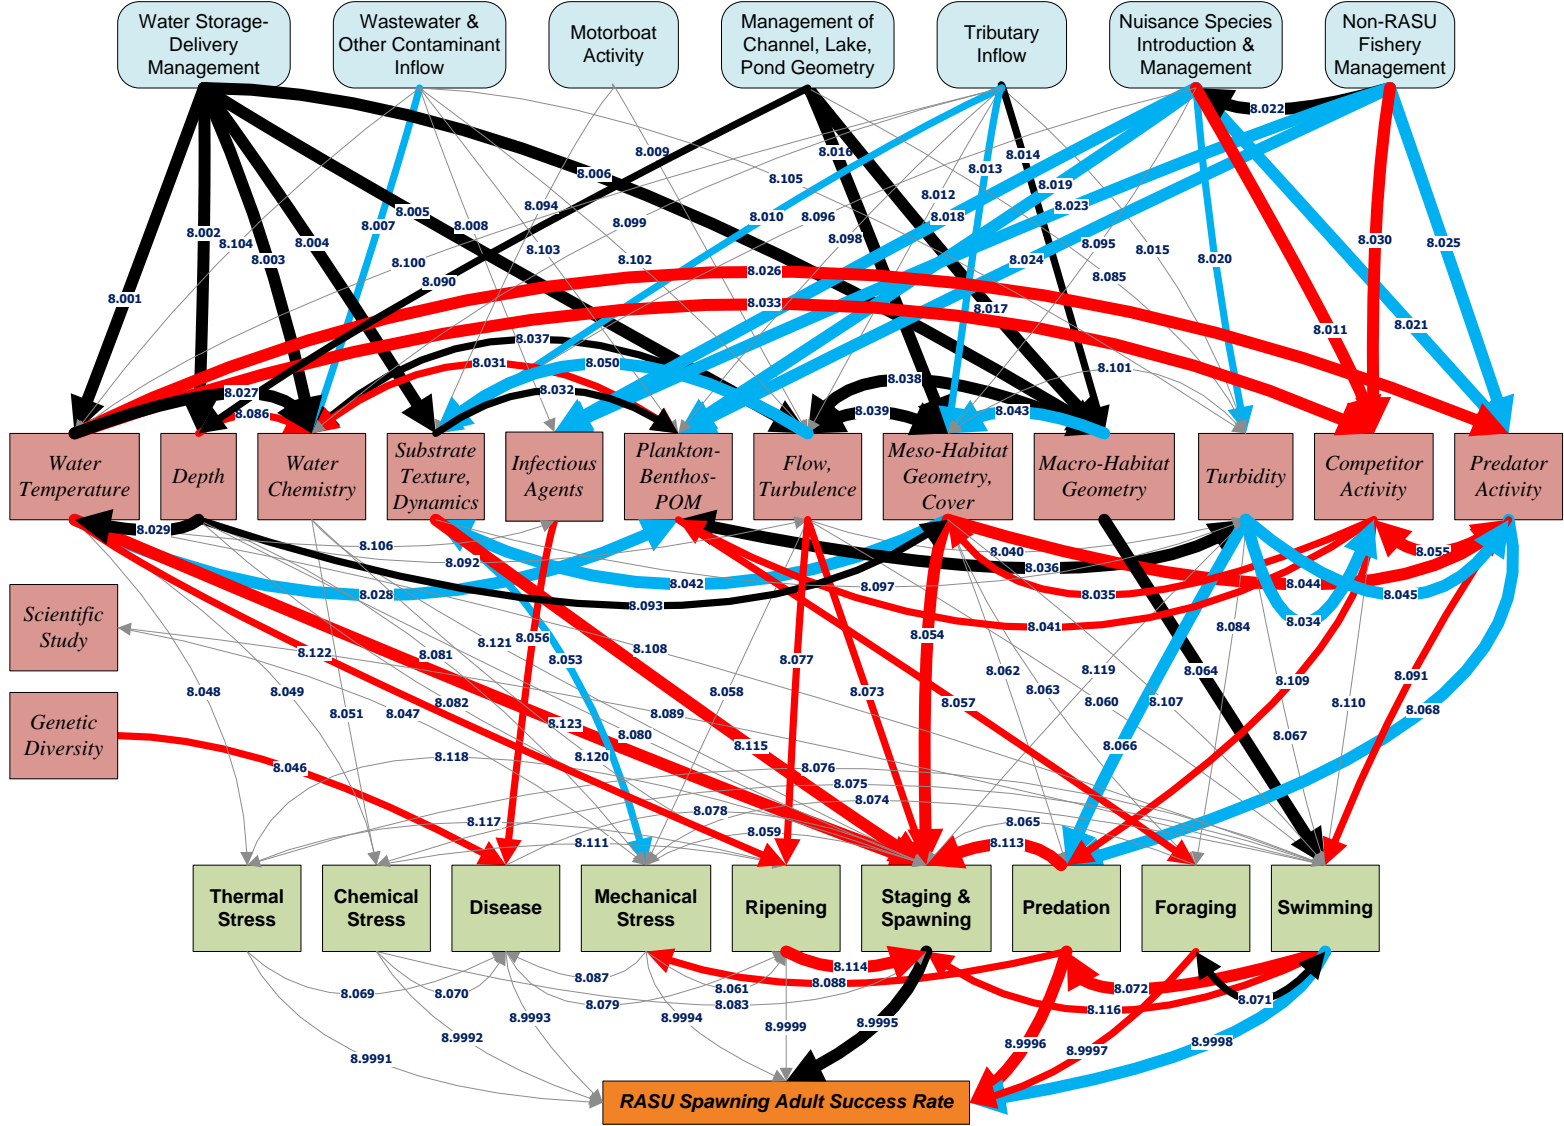 Water Storage-
Delivery
Management
Wastewater &
Other Contaminant
Inflow
Motorboat
Activity
Management of
Channel, Lake,
Pond Geometry
Tributary
Inflow
Nuisance Species
Introduction &
Management
Non-RASU
Fishery
Management
8.022
8.009
8.016
8.014
8.006
8.105
8.013
8.019
8.012
8.023
8.005
8.094
8.010
8.096
8.018
8.007
8.008
8.099
8.002
8.004
8.104
8.103
8.098
8.095
8.015
8.030
8.025
8.003
8.100
8.102
8.024
8.020
8.026
8.090
8.085
8.001
8.033
8.017
8.011
8.021
8.037
8.031
8.050
8.101
8.038
8.027
8.032
8.086
8.039
8.043
Water
Temperature
Depth
Water
Chemistry
Substrate
Texture,
Dynamics
Infectious
Agents
Plankton-
Benthos-
POM
Flow,
Turbulence
Meso-Habitat
Geometry,
Cover
Macro-Habitat
Geometry
Turbidity
Competitor
Activity
Predator
Activity
8.029
8.106
8.040
8.055
8.092
8.036
8.042
8.097
8.044
8.028
8.035
8.045
8.093
8.034
8.041
Scientific
Study
8.056
8.054
8.084
8.122
8.081
8.121
8.108
8.053
8.077
8.062
8.119
8.064
8.109
8.091
Genetic
Diversity
8.048
8.049
8.082
8.058
8.073
8.063
8.060
8.107
8.110
8.051
8.047
8.089
8.057
8.068
8.123
8.080
8.115
8.066
8.067
8.118
8.120
8.046
8.076
8.075
8.074
8.078
8.117
8.059
8.065
8.111
8.113
Thermal
Stress
Chemical
Stress
Disease
Mechanical
Stress
Ripening
Staging &
Spawning
Predation
Foraging
Swimming
8.114
8.087
8.088
8.069
8.070
8.079
8.061
8.083
8.072
8.071
8.116
8.9993
8.9994
8.9995
8.9992
8.9999
8.9991
8.9996
8.9997
8.9998
RASU Spawning Adult Success Rate